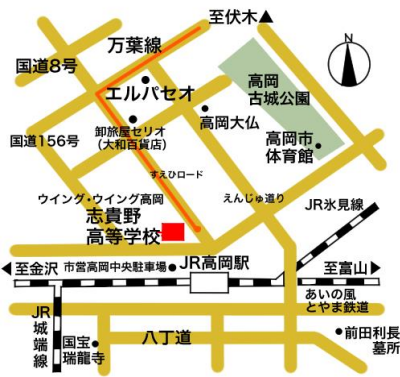 至伏木▲
万葉線
国道8号
N
エルパセオ
高岡
古城公園
高岡大仏
卸旅屋セリオ
(大和百貨店)
国道156号
高岡市
体育館
すえひロード
えんじゅ道り
ウイング・ウイング高岡
志貴野
高等学校
JR氷見線
◀至金沢
市営高岡中央駐車場
JR高岡駅
至富山▶
あいの風
とやま鉄道
JR
城端線
国宝
瑞龍寺
八丁道
前田利長
墓所